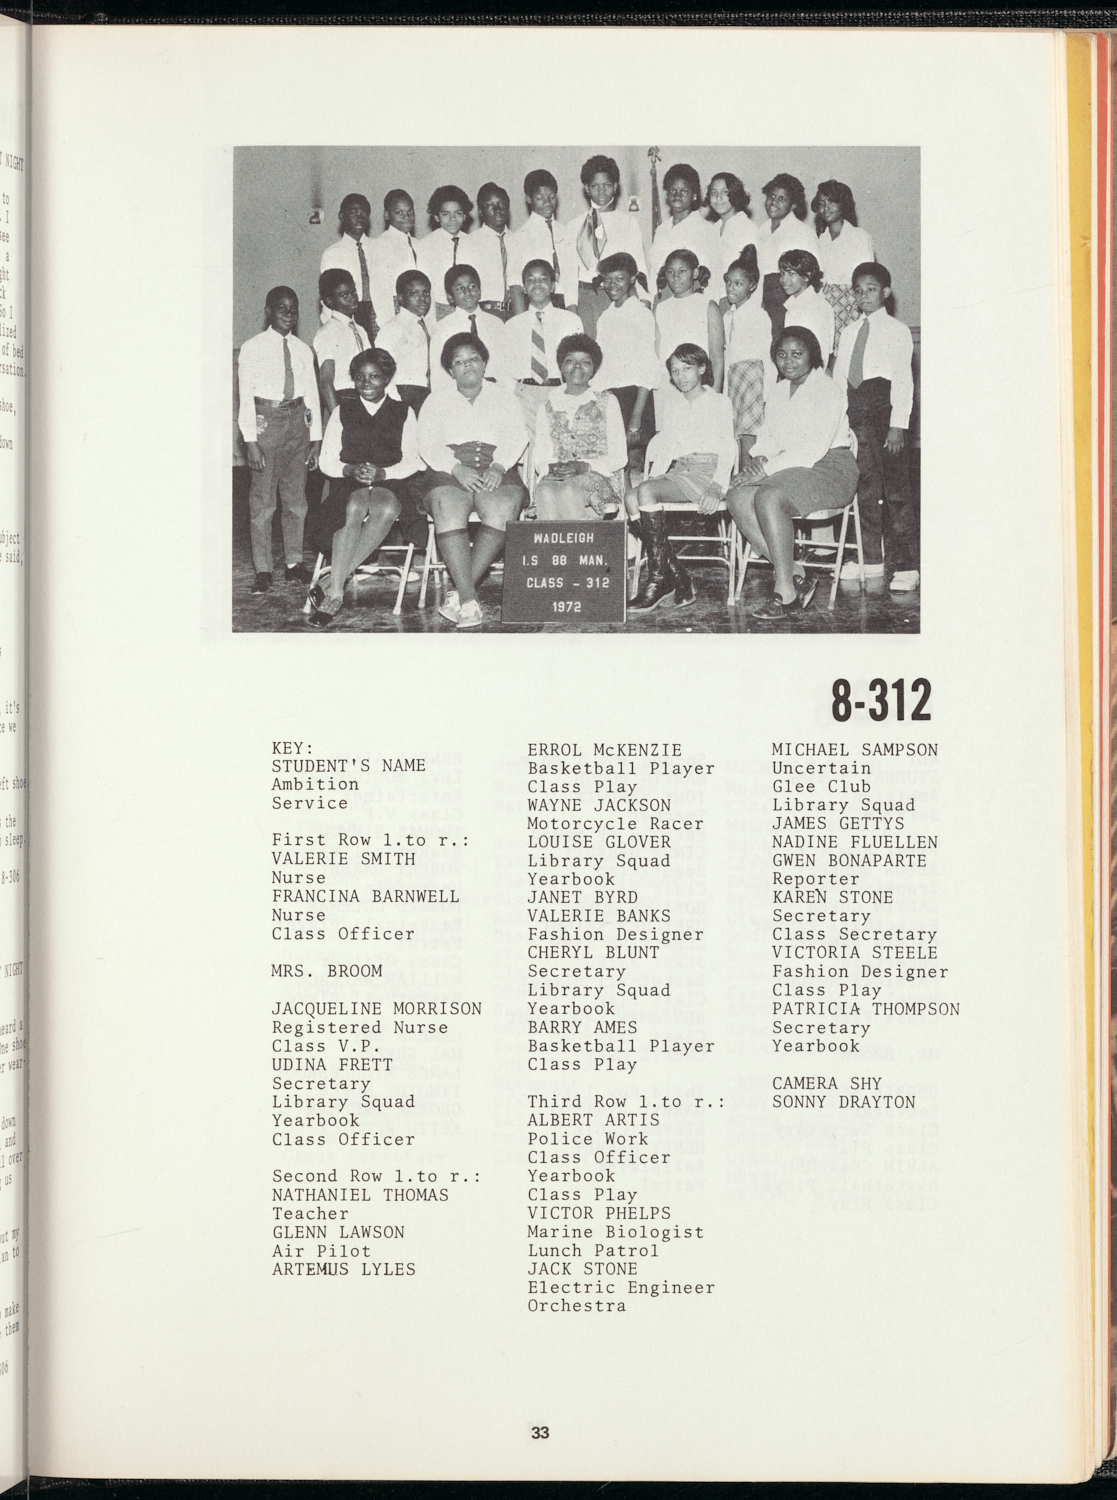 WADLEIGH
I.S 88 MAN.
CLASS - 312
1972
8-312
KEY:
STUDENT'S NAME
Ambition
Service
First Row l.to r.:
VALERIE SMITH
Nurse
FRANCINA BARNWELL
Nurse
Class Officer
MRS. BROOM
JACQUELINE MORRISON
Registered Nurse
Class V.P.
UDINA FRETT
Secretary
Library Squad
Yearbook
Class Officer
Second Row l.to r.:
NATHANIEL THOMAS
Teacher
GLENN LAWSON
Air Pilot
ARTEMUS LYLES
ERROL McKENZIE
Basketball Player
Class Play
WAYNE JACKSON
Motorcycle Racer
LOUISE GLOVER
Library Squad
Yearbook
JANET BYRD
VALERIE BANKS
Fashion Designer
CHERYL BLUNT
Secretary
Library Squad
Yearbook
BARRY AMES
Basketball Player
Class Play
Third Row l.to r.:
ALBERT ARTIS
Police Work
Class Officer
Yearbook
Class Play
VICTOR PHELPS
Marine Biologist
Lunch Patrol
JACK STONE
Electric Engineer
Orchestra
MICHAEL SAMPSON
Uncertain
Glee Club
Library Squad
JAMES GETTYS
NADINE FLUELLEN
GWEN BONAPARTE
Reporter
KAREN STONE
Secretary
Class Secretary
VICTORIA STEELE
Fashion Designer
Class Play
PATRICIA THOMPSON
Secretary
Yearbook
CAMERA SHY
SONNY DRAYTON
33